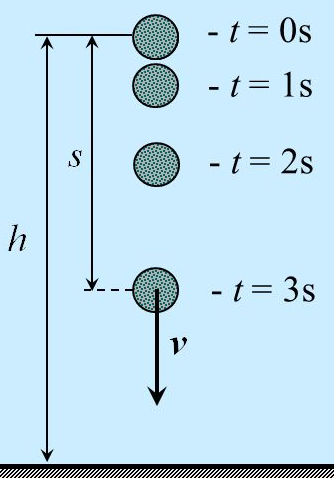 - t = 0s
- t = 1s
s
- t = 2s
h
- t = 3s
v